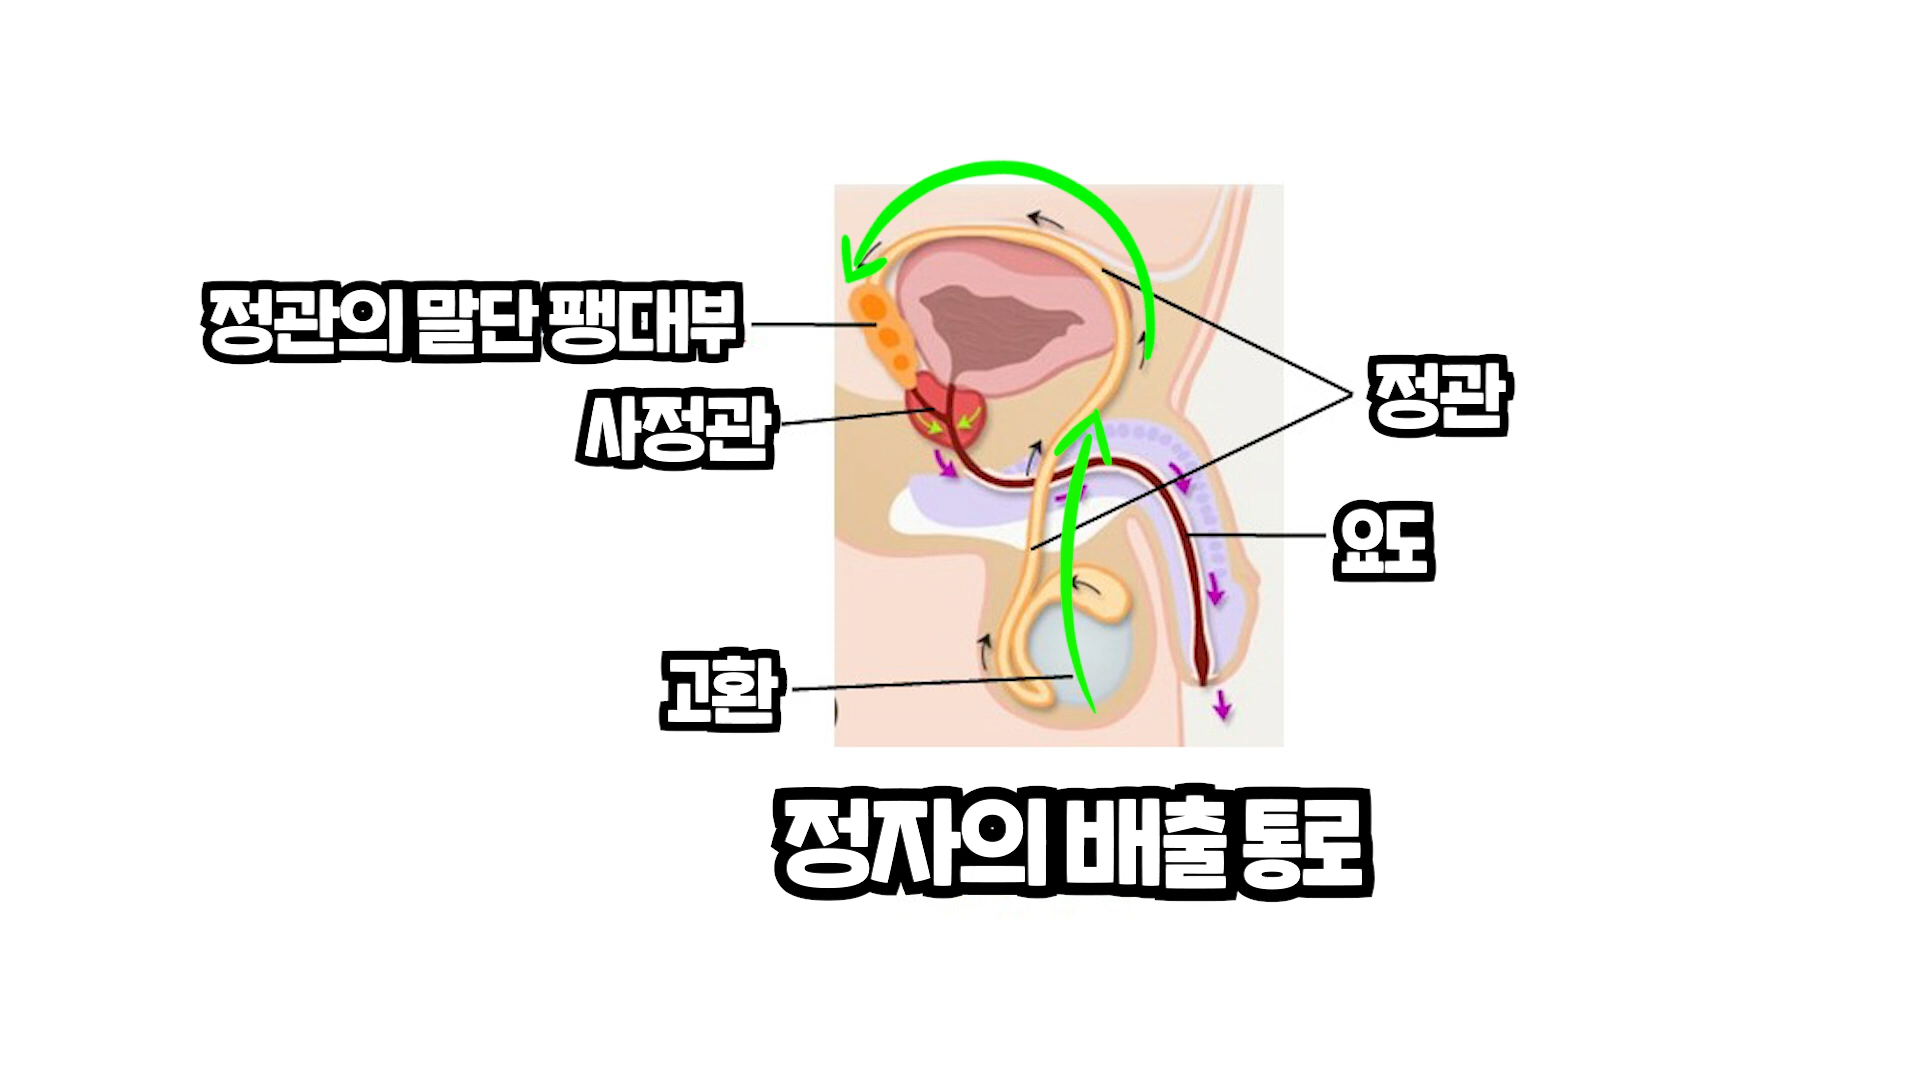 정관의 말단 팽대부
사정관
정관
요도
고환
정자의 배출 통로